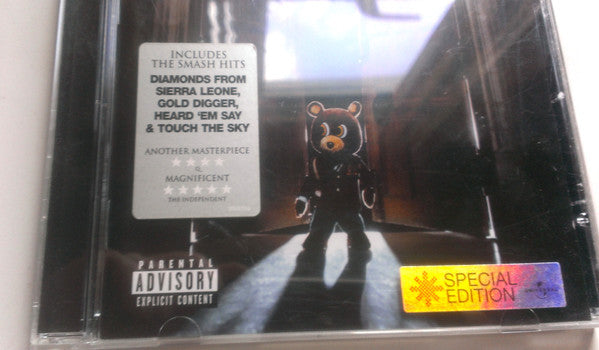 INCLUDES
THE SMASH HITS
DIAMONDS FROM
SIERRA LEONE,
GOLD DIGGER,
HEARD 'EM SAY
& TOUCH THE SKY
ANOTHER MASTERPIECE
★★★★
Q
MAGNIFICENT
★★★★★
THE INDEPENDENT
PARENTAL
ADVISORY
EXPLICIT CONTENT
SPECIAL
EDITION
UNIVERSAL